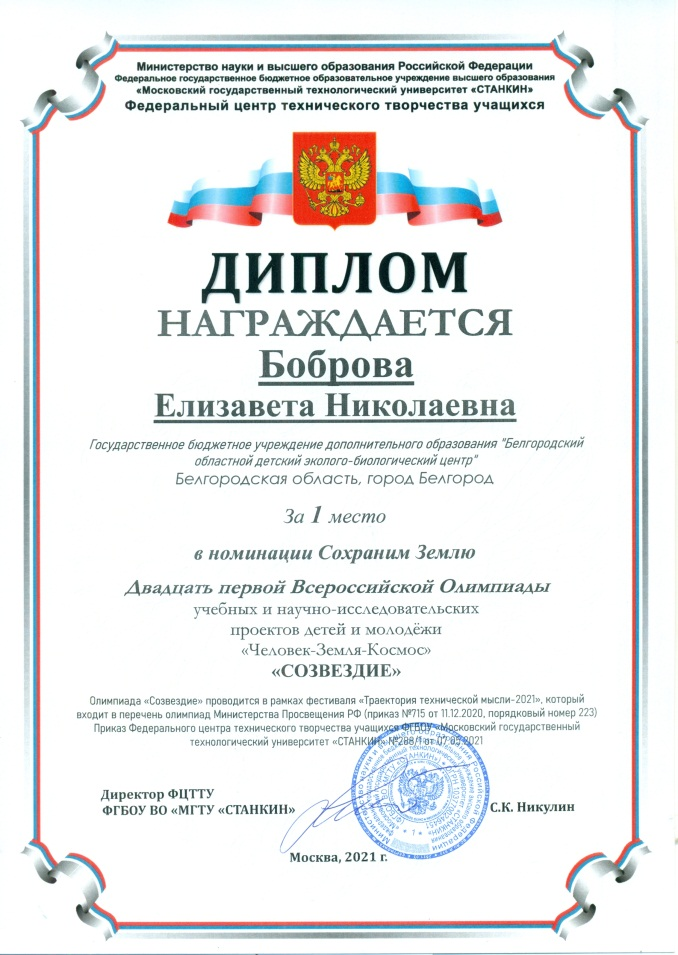 Министерство науки и высшего образования Российской Федерации
Федеральное государственное бюджетное образовательное учреждение высшего образования
«Московский государственный технологический университет «СТАНКИН»
Федеральный центр технического творчества учащихся
ДИПЛОМ
НАГРАЖДАЕТСЯ
Боброва
Елизавета Николаевна
Государственное бюджетное учреждение дополнительного образования "Белгородский
областной детский эколого-биологический центр"
Белгородская область, город Белгород
За 1 место
в номинации Сохраним Землю
Двадцать первой Всероссийской Олимпиады
учебных и научно-исследовательских
проектов детей и молодёжи
«Человек-Земля-Космос»
«СОЗВЕЗДИЕ»
Олимпиада «Созвездие» проводится в рамках фестиваля «Траектория технической мысли-2021», который
входит в перечень олимпиад Министерства Просвещения РФ (приказ №715 от 11.12.2020, порядковый номер 223)
Приказ Федерального центра технического творчества учащихся ФГБОУ «Московский государственный
технологический университет «СТАНКИН» №288/1 от 07.05.2021
Директор ФЦТТУ
ФГБОУ ВО «МГТУ «СТАНКИН»
С.К. Никулин
Москва, 2021 г.